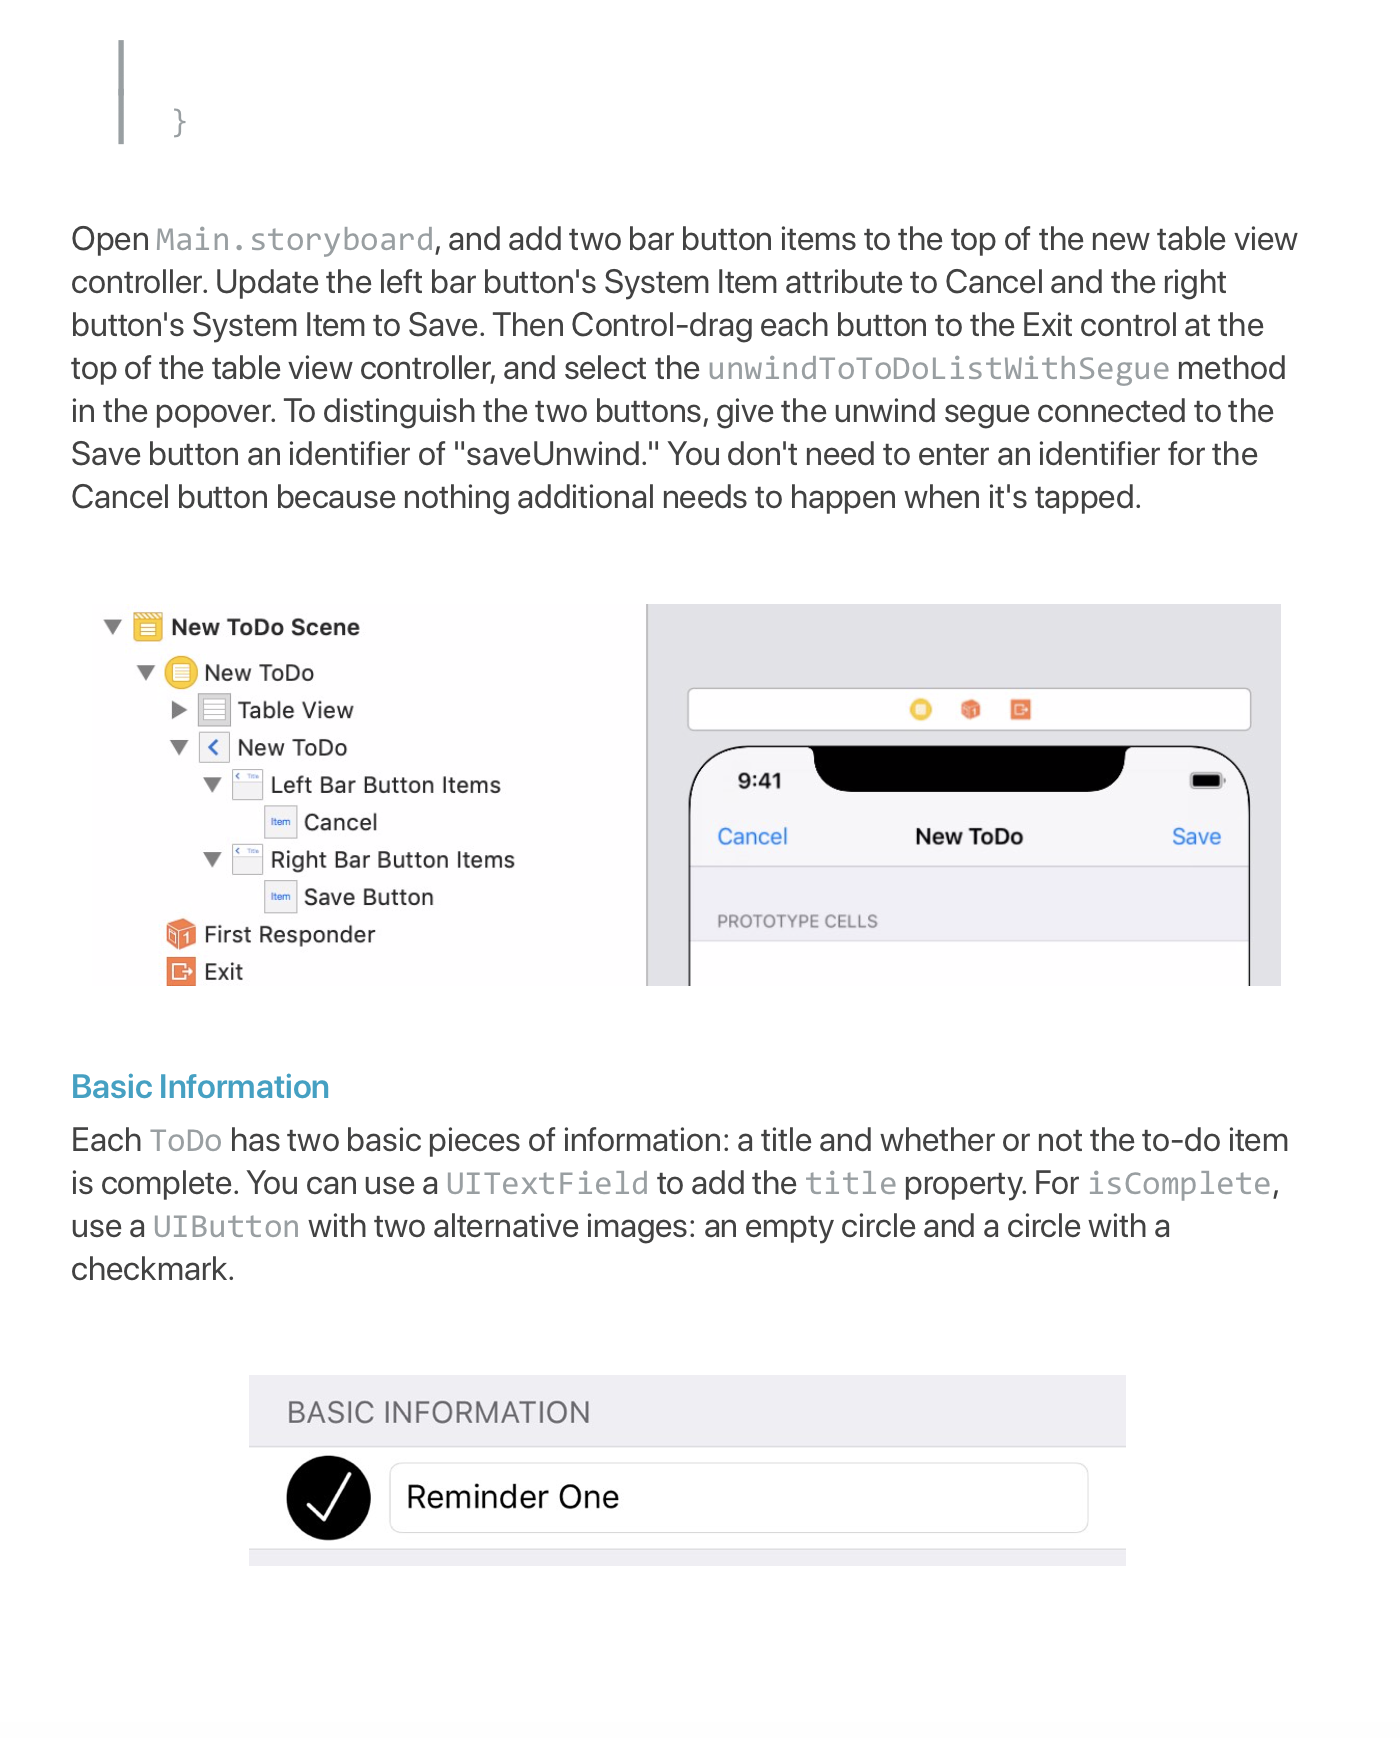 }
Open Main.storyboard, and add two bar button items to the top of the new table view
controller. Update the left bar button's System Item attribute to Cancel and the right
button's System Item to Save. Then Control-drag each button to the Exit control at the
top of the table view controller, and select the unwindToToDoListWithSegue method
in the popover. To distinguish the two buttons, give the unwind segue connected to the
Save button an identifier of "saveUnwind." You don't need to enter an identifier for the
Cancel button because nothing additional needs to happen when it's tapped.
New ToDo Scene
New ToDo
Table View
New ToDo
Left Bar Button Items
Item Cancel
Right Bar Button Items
Item Save Button
First Responder
Exit
9:41
Cancel New ToDo Save
PROTOTYPE CELLS
Basic Information
Each ToDo has two basic pieces of information: a title and whether or not the to-do item
is complete. You can use a UITextField to add the title property. For isComplete,
use a UIButton with two alternative images: an empty circle and a circle with a
checkmark.
BASIC INFORMATION
Reminder One